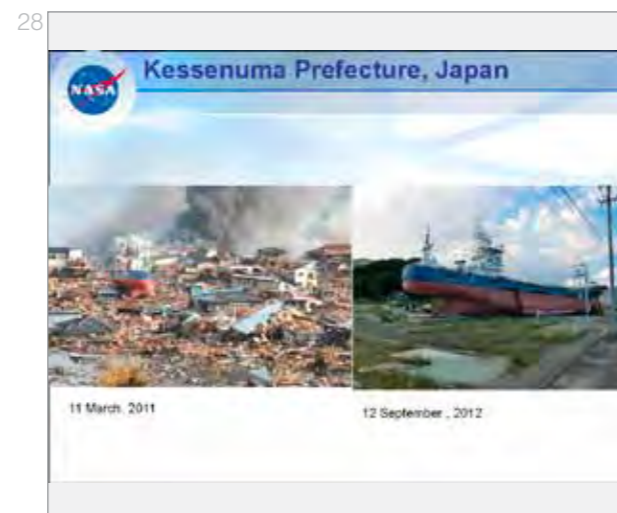 28
Kessenuma Prefecture, Japan
NASA
11 March, 2011
12 September , 2012